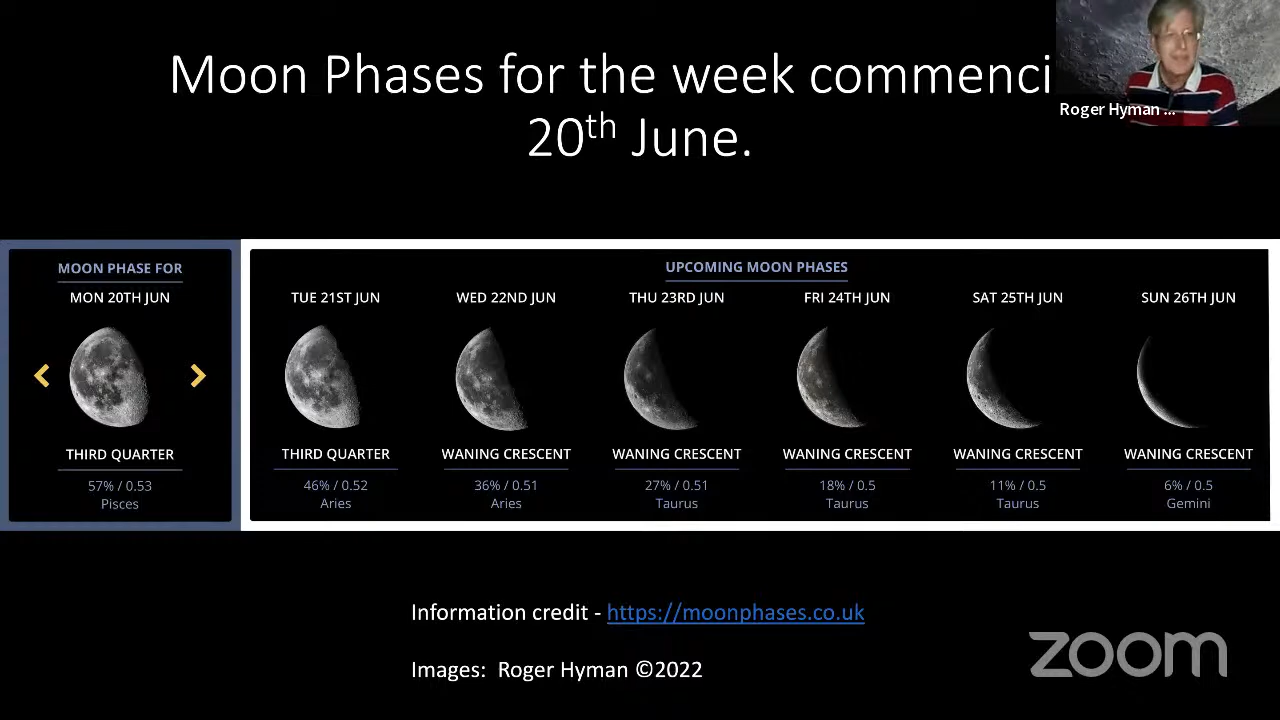 Moon Phases for the week commenci
20th June.
Roger Hyman ...
MOON PHASE FOR
MON 20TH JUN
THIRD QUARTER
57% / 0.53
Pisces
UPCOMING MOON PHASES
TUE 21ST JUN
THIRD QUARTER
46% / 0.52
Aries
WED 22ND JUN
WANING CRESCENT
36% / 0.51
Aries
THU 23RD JUN
WANING CRESCENT
27% / 0.51
Taurus
FRI 24TH JUN
WANING CRESCENT
18% / 0.5
Taurus
SAT 25TH JUN
WANING CRESCENT
11% / 0.5
Taurus
SUN 26TH JUN
WANING CRESCENT
6% / 0.5
Gemini
Information credit - https://moonphases.co.uk
Images: Roger Hyman ©2022
zoom